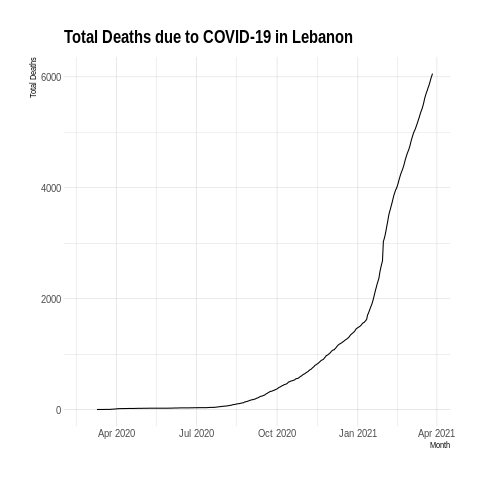 Total Deaths due to COVID-19 in Lebanon
Total Deaths
6000
4000
2000
0
Apr 2020 Jul 2020 Oct 2020 Jan 2021 Apr 2021
Month